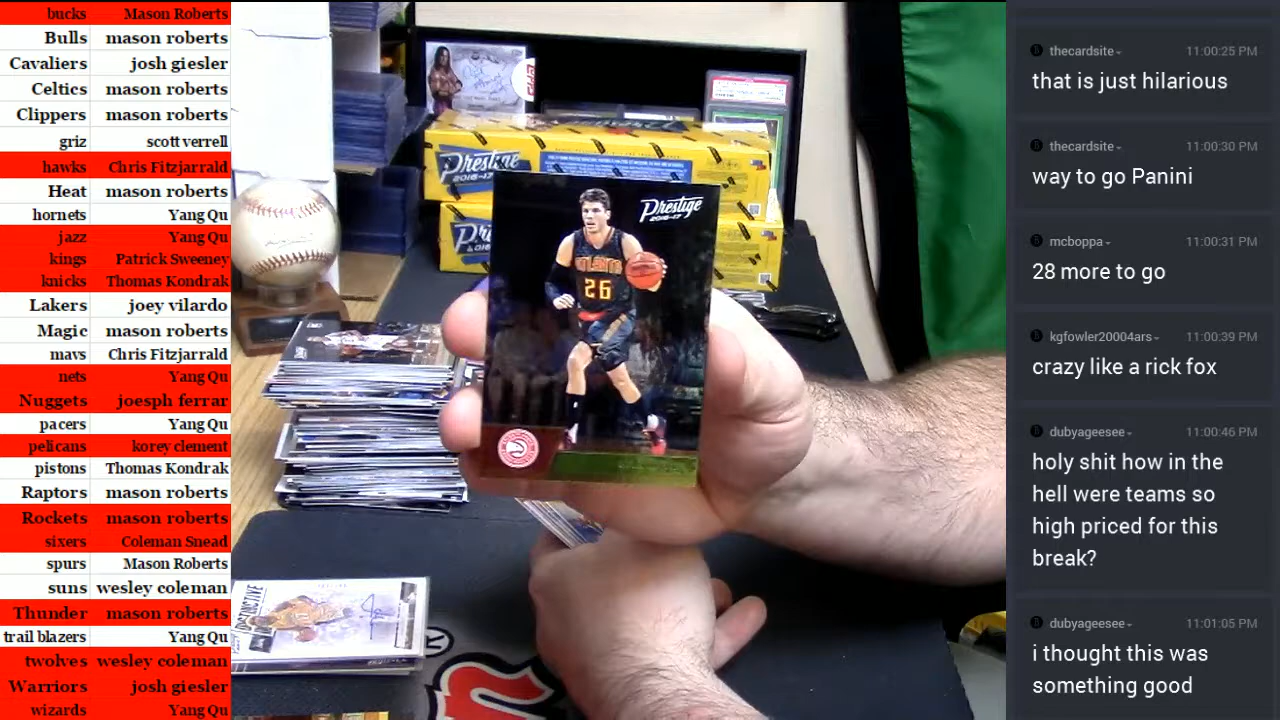 bucks Mason Roberts
Bulls mason roberts
Cavaliers josh giesler
Celtics mason roberts
Clippers mason roberts
griz scott verrell
hawks Chris Fitzjarrald
Heat mason roberts
hornets Yang Qu
jazz Yang Qu
kings Patrick Sweeney
knicks Thomas Kondrak
Lakers joey vilardo
Magic mason roberts
mavs Chris Fitzjarrald
nets Yang Qu
Nuggets joesph ferrar
pacers Yang Qu
pelicans korey clement
pistons Thomas Kondrak
Raptors mason roberts
Rockets mason roberts
sixers Coleman Snead
spurs Mason Roberts
suns wesley coleman
Thunder mason roberts
trail blazers Yang Qu
twolves wesley coleman
Warriors josh giesler
wizards Yang Qu
Prestige
2016-17
Prestige
2016-17
ATLANTA
26
DISTINCTIVE
thecardsite 11:00:25 PM
that is just hilarious
thecardsite 11:00:30 PM
way to go Panini
mcboppa 11:00:31 PM
28 more to go
kgfowler20004ars 11:00:39 PM
crazy like a rick fox
dubyageesee 11:00:46 PM
holy shit how in the
hell were teams so
high priced for this
break?
dubyageesee 11:01:05 PM
i thought this was
something good